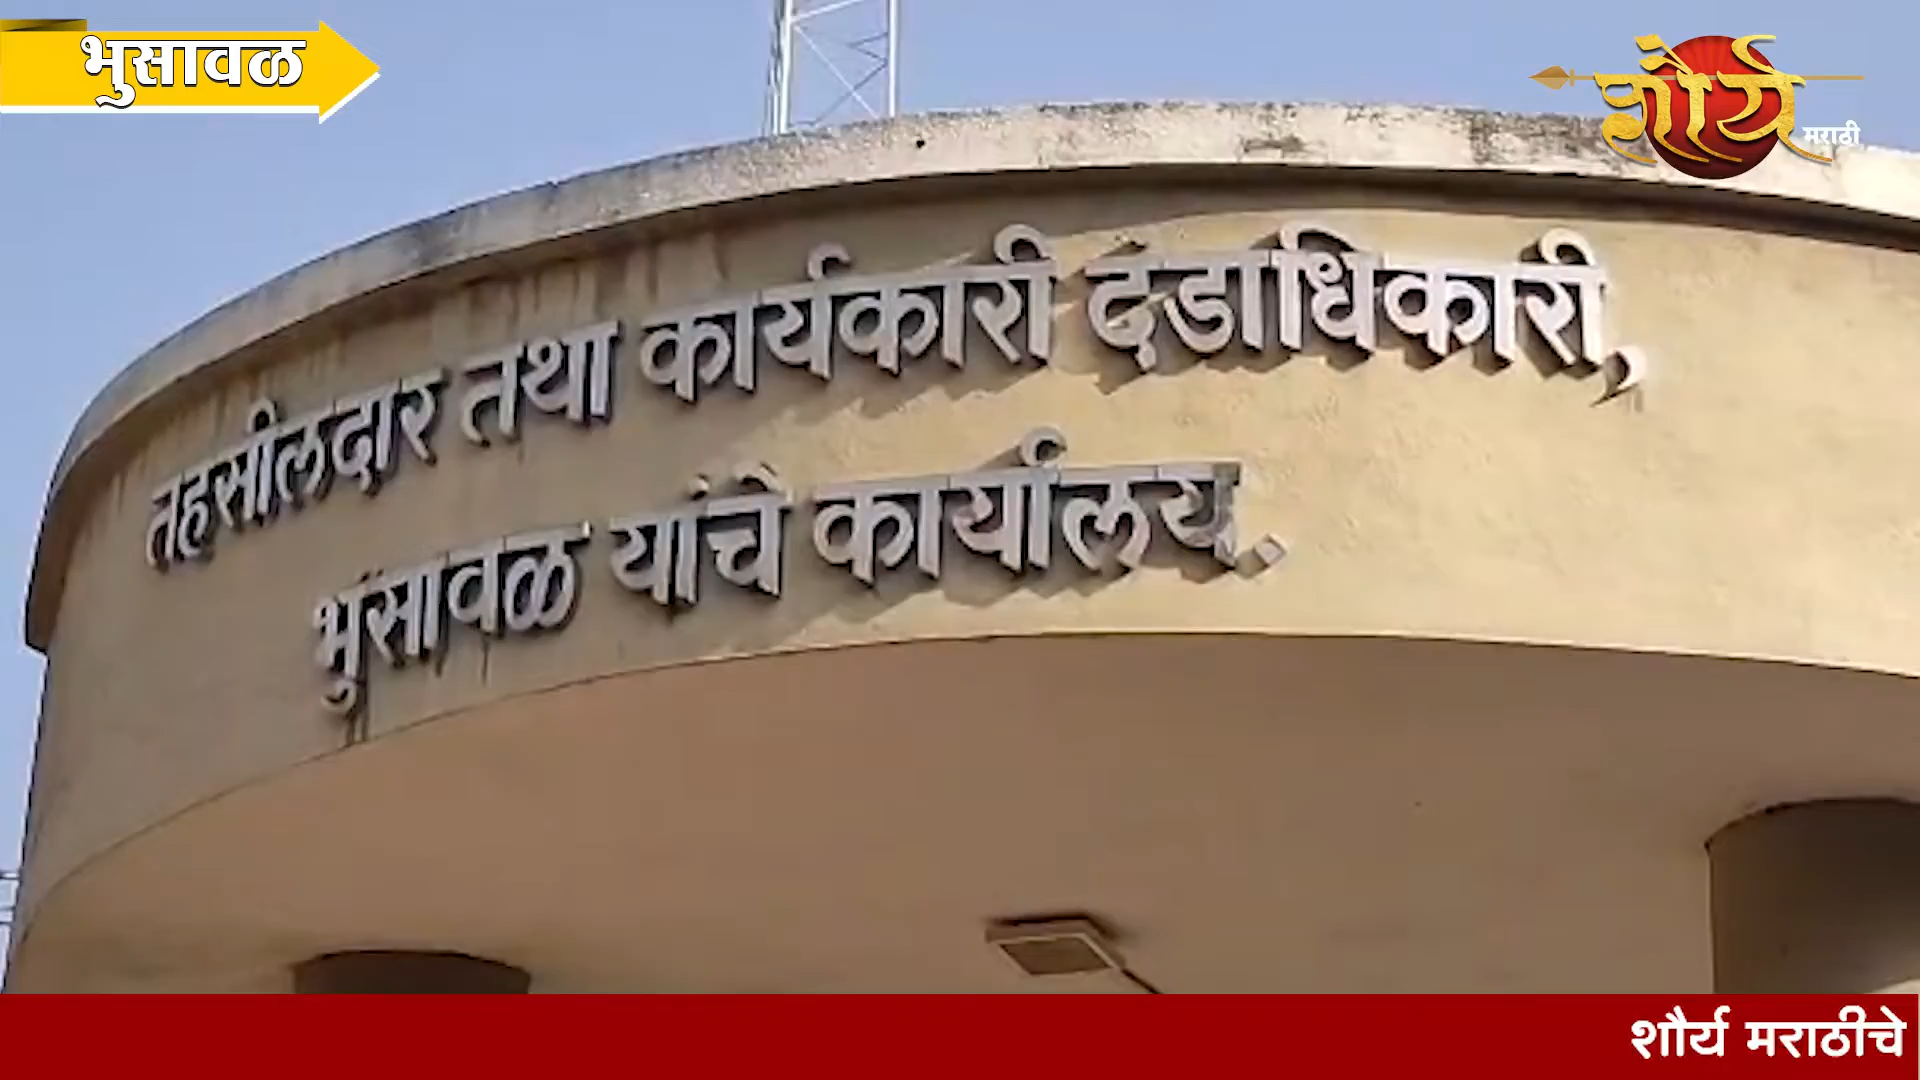 भुसावळ
शौर्य
मराठी
तहसीलदार तथा कार्यकारी दंडाधिकारी,
भुसावळ यांचे कार्यालय.
शौर्य मराठीचे